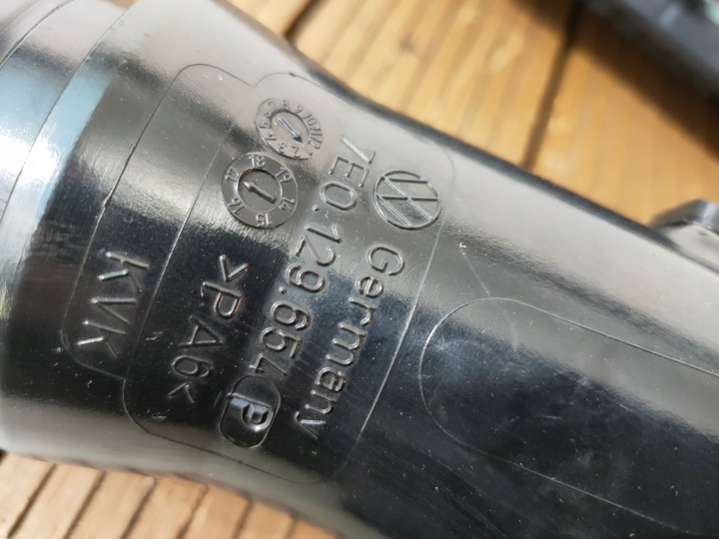 Germany
7E0.129.654 P
>PA6<
KVK